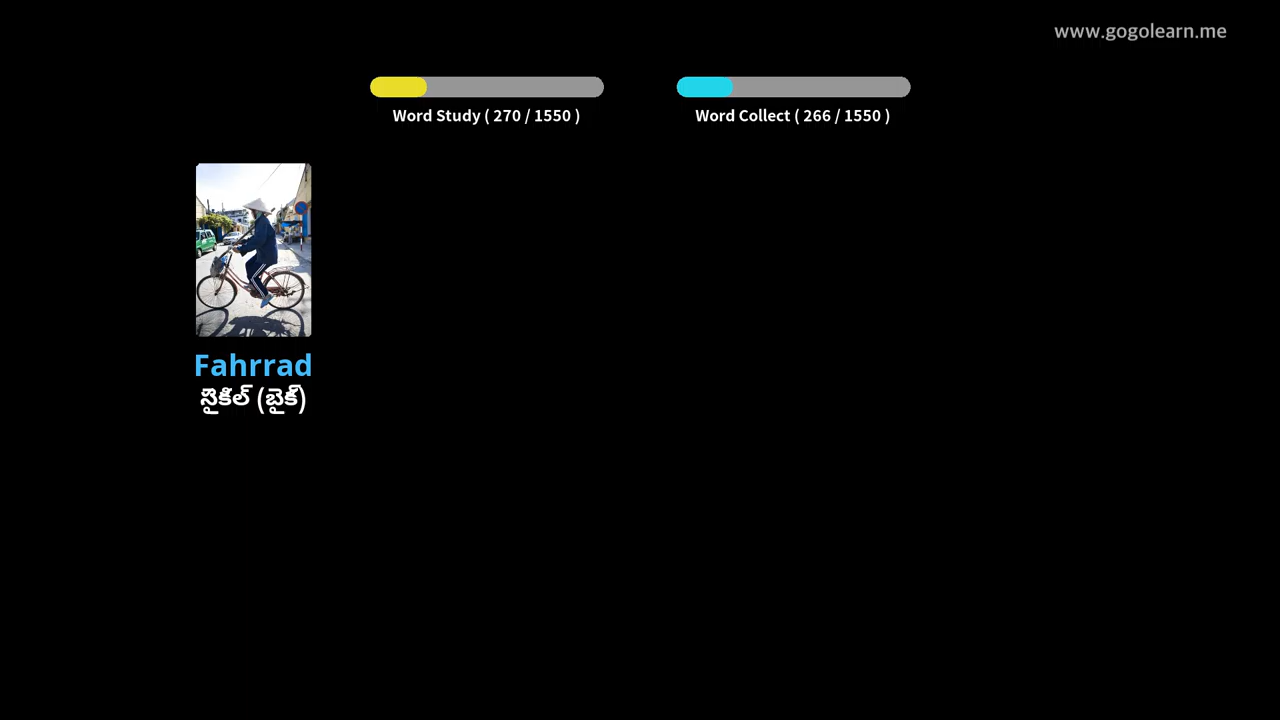 www.gogolearn.me
Word Study ( 270 / 1550 )
Word Collect ( 266 / 1550 )
Fahrrad
సైకిల్ (బైక్)